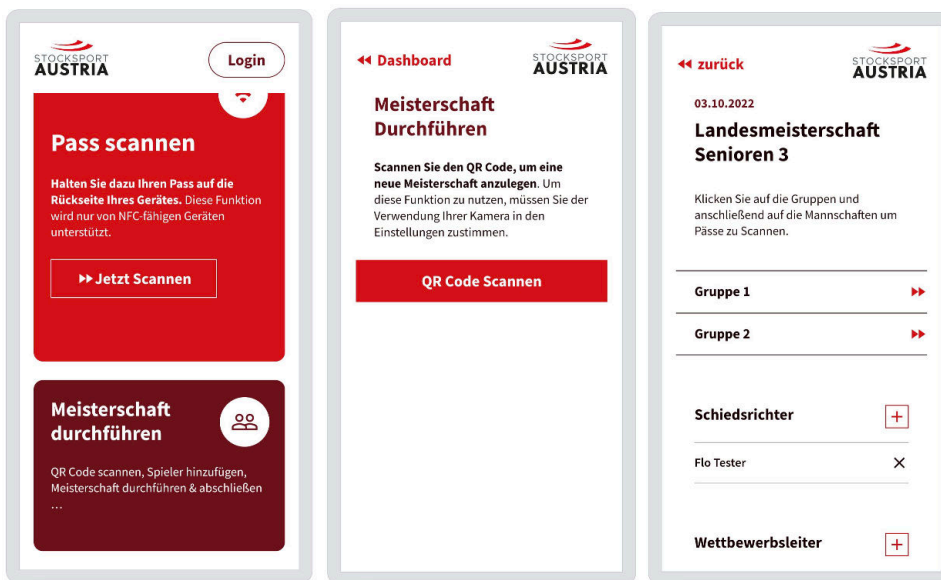 STOCKSPORT
AUSTRIA
Login
Pass scannen
Halten Sie dazu Ihren Pass auf die
Rückseite Ihres Gerätes. Diese Funktion
wird nur von NFC-fähigen Geräten
unterstützt.
Jetzt Scannen
Meisterschaft
durchführen
QR Code scannen, Spieler hinzufügen,
Meisterschaft durchführen & abschließen
...
Dashboard
STOCKSPORT
AUSTRIA
Meisterschaft
Durchführen
Scannen Sie den QR Code, um eine
neue Meisterschaft anzulegen. Um
diese Funktion zu nutzen, müssen Sie der
Verwendung Ihrer Kamera in den
Einstellungen zustimmen.
QR Code Scannen
zurück
STOCKSPORT
AUSTRIA
03.10.2022
Landesmeisterschaft
Senioren 3
Klicken Sie auf die Gruppen und
anschließend auf die Mannschaften um
Pässe zu Scannen.
Gruppe 1
Gruppe 2
Schiedsrichter
Flo Tester
Wettbewerbsleiter